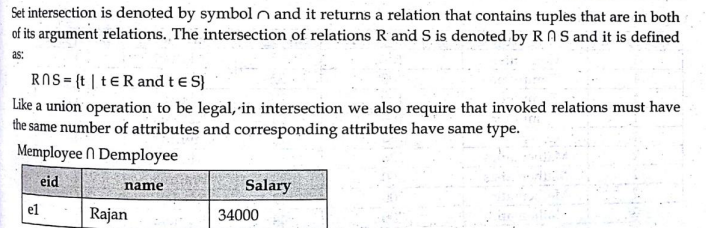 Set intersection is denoted by symbol ∩ and it returns a relation that contains tuples that are in both
of its argument relations. The intersection of relations R and S is denoted by R ∩ S and it is defined
as:
R∩S = {t | t ∈ R and t ∈ S}
Like a union operation to be legal, in intersection we also require that invoked relations must have
the same number of attributes and corresponding attributes have same type.
Memployee ∩ Demployee
eid name Salary
e1 Rajan 34000